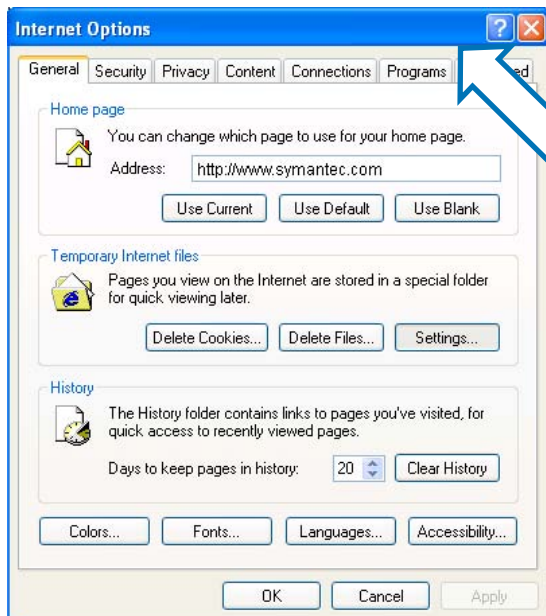 Internet Options
General Security Privacy Content Connections Programs ed
Home page
You can change which page to use for your home page.
Address: http://www.symantec.com
Use Current Use Default Use Blank
Temporary Internet files
Pages you view on the Internet are stored in a special folder
for quick viewing later.
Delete Cookies... Delete Files... Settings...
History
The History folder contains links to pages you've visited, for
quick access to recently viewed pages.
Days to keep pages in history: 20 Clear History
Colors... Fonts... Languages... Accessibility...
OK Cancel Apply